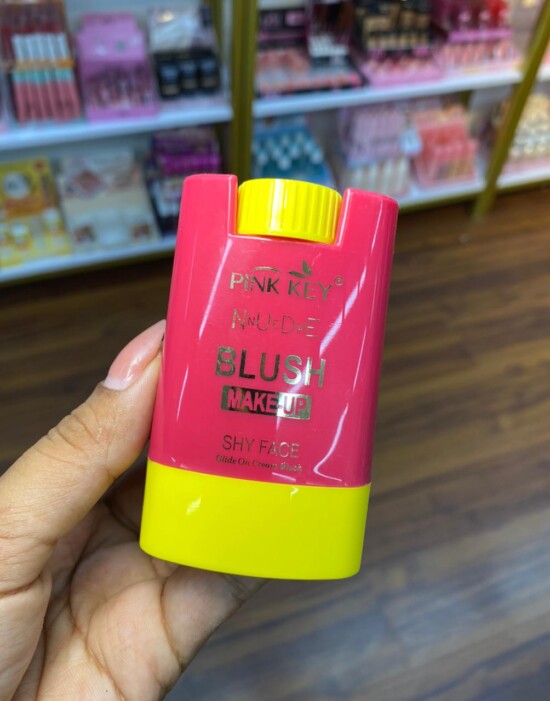 PINK KEY®
NUDE
BLUSH
MAKE-UP
SHY FACE
Glide On Cream Blush